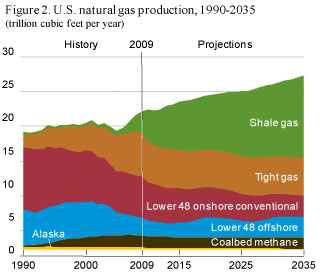 Figure 2. U.S. natural gas production, 1990-2035
(trillion cubic feet per year)
30
History
2009
Projections
25
Shale gas
20
15
Tight gas
10
Lower 48 onshore conventional
5
Alaska
Lower 48 offshore
Coalbed methane
0
1990
2000
2009
2015
2025
2035